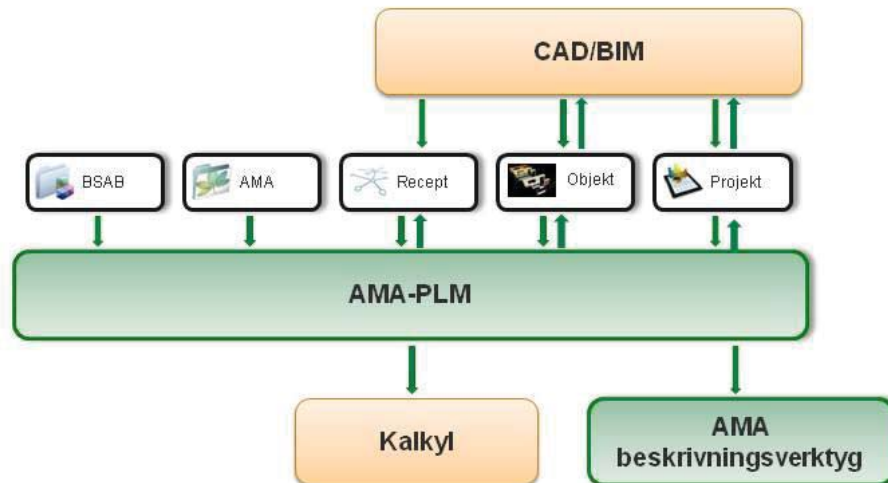 CAD/BIM
BSAB
AMA
Recept
Objekt
Projekt
AMA-PLM
Kalkyl
AMA
beskrivningsverktyg